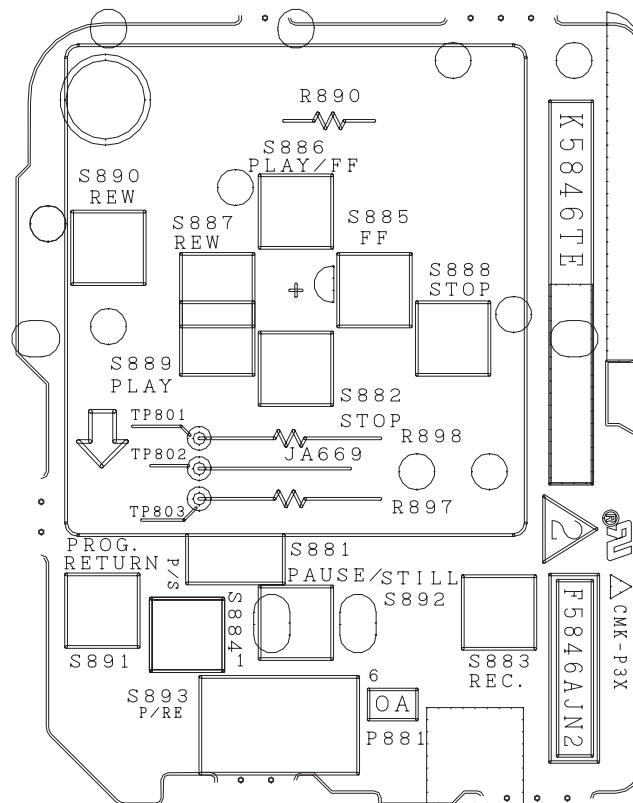 R890
S886
PLAY/FF
S890
REW
S887
REW
S885
FF
S888
STOP
K5846TE
S889
PLAY
S882
STOP
TP801
R898
JA669
TP802
R897
TP803
2
PROG.
RETURN
P/S
S881
PAUSE/STILL
S892
S884
1
S891
S883
REC.
S893
P/RE
6
OA
P881
F5846AJN2
CMK-P3X
®